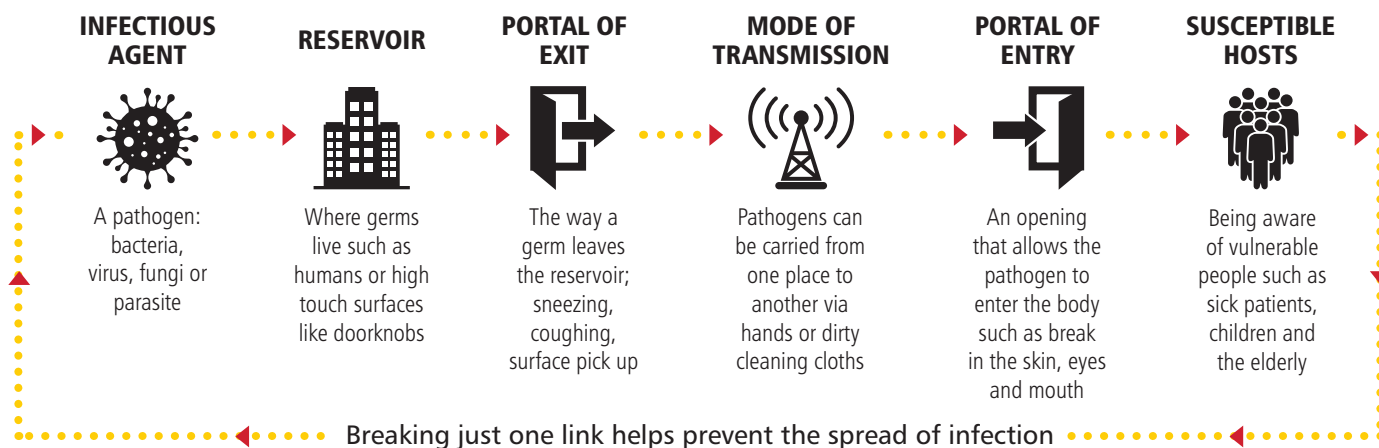 INFECTIOUS
AGENT
A pathogen:
bacteria,
virus, fungi or
parasite
RESERVOIR
Where germs
live such as
humans or high
touch surfaces
like doorknobs
PORTAL OF
EXIT
The way a
germ leaves
the reservoir;
sneezing,
coughing,
surface pick up
MODE OF
TRANSMISSION
Pathogens can
be carried from
one place to
another via
hands or dirty
cleaning cloths
PORTAL OF
ENTRY
An opening
that allows the
pathogen to
enter the body
such as break
in the skin, eyes
and mouth
SUSCEPTIBLE
HOSTS
Being aware
of vulnerable
people such as
sick patients,
children and
the elderly
Breaking just one link helps prevent the spread of infection